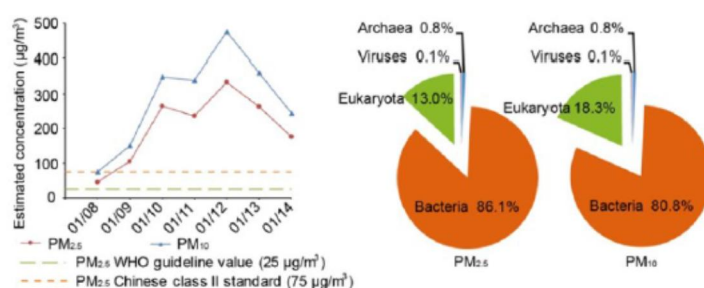 Estimated concentration (μg/m³)
500
400
300
200
100
0
01/08
01/09
01/10
01/11
01/12
01/13
01/14
PM₂.₅
PM₁₀
PM₂.₅ WHO guideline value (25 μg/m³)
PM₂.₅ Chinese class II standard (75 μg/m³)
Archaea 0.8%
Viruses 0.1%
Eukaryota 13.0%
Bacteria 86.1%
PM₂.₅
Archaea 0.8%
Viruses 0.1%
Eukaryota 18.3%
Bacteria 80.8%
PM₁₀